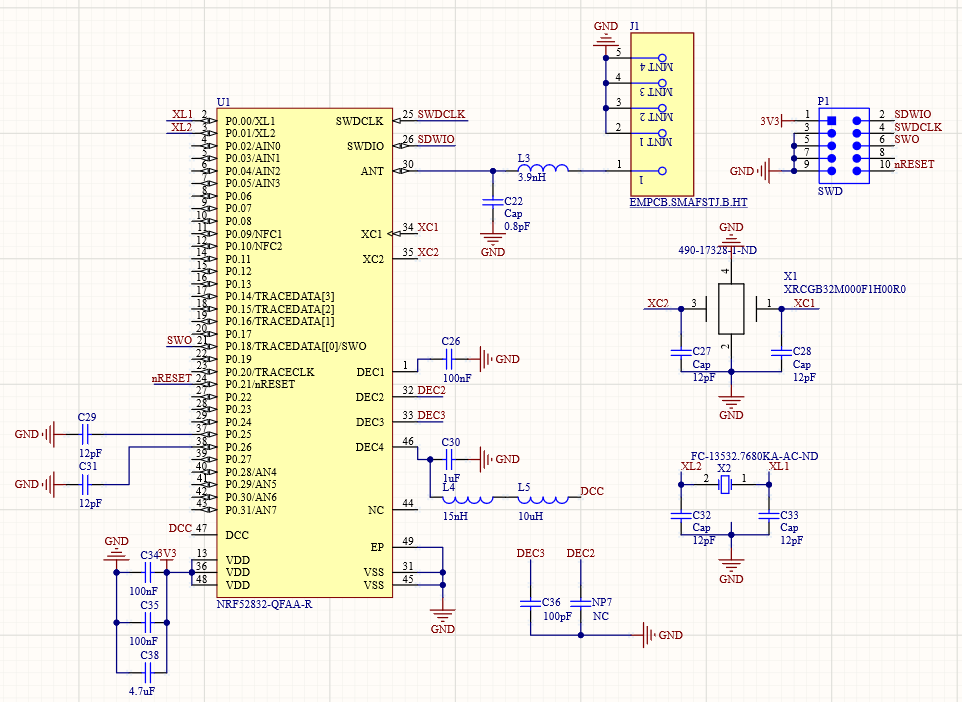 GND
J1
5
MNT 4
4
MNT 3
3
MNT 2
2
MNT 1
1
1
EMPCB.SMAFSTJ.B.HT
U1
XL1
2
P0.00/XL1
XL2
3
P0.01/XL2
4
P0.02/AIN0
5
P0.03/AIN1
6
P0.04/AIN2
7
P0.05/AIN3
8
P0.06
9
P0.07
10
P0.08
11
P0.09/NFC1
12
P0.10/NFC2
14
P0.11
15
P0.12
16
P0.13
17
P0.14/TRACEDATA[3]
18
P0.15/TRACEDATA[2]
19
P0.16/TRACEDATA[1]
20
P0.17
SWO
21
P0.18/TRACEDATA[[0]/SWO
22
P0.19
23
P0.20/TRACECLK
nRESET
24
P0.21/nRESET
27
P0.22
28
P0.23
29
P0.24
37
P0.25
38
P0.26
39
P0.27
40
P0.28/AN4
41
P0.29/AN5
42
P0.30/AN6
43
P0.31/AN7
DCC
47
DCC
13
VDD
36
VDD
48
VDD
SWDCLK
25
SWDCLK
SWDIO
26
SDWIO
ANT
30
XC1
34
XC1
XC2
35
XC2
DEC1
1
DEC2
32
DEC2
DEC3
33
DEC3
DEC4
46
NC
44
EP
49
VSS
31
VSS
45
NRF52832-QFAA-R
GND
L3
3.9nH
C22
Cap
0.8pF
GND
C26
100nF
GND
C30
1uF
GND
L4
15nH
L5
10uH
DCC
C29
12pF
GND
C31
12pF
GND
GND
C34
3V3
100nF
C35
100nF
C38
4.7uF
P1
3V3
1
2
SDWIO
3
4
SWDCLK
5
6
SWO
7
8
GND
9
10
nRESET
SWD
GND
490-17328-1-ND
4
X1
XRCGB32M000F1H00R0
XC2
3
1
XC1
2
C27
Cap
12pF
C28
Cap
12pF
GND
FC-13532.7680KA-AC-ND
XL2
X2
XL1
2
1
C32
Cap
12pF
C33
Cap
12pF
GND
DEC3
DEC2
C36
100pF
NP7
NC
GND